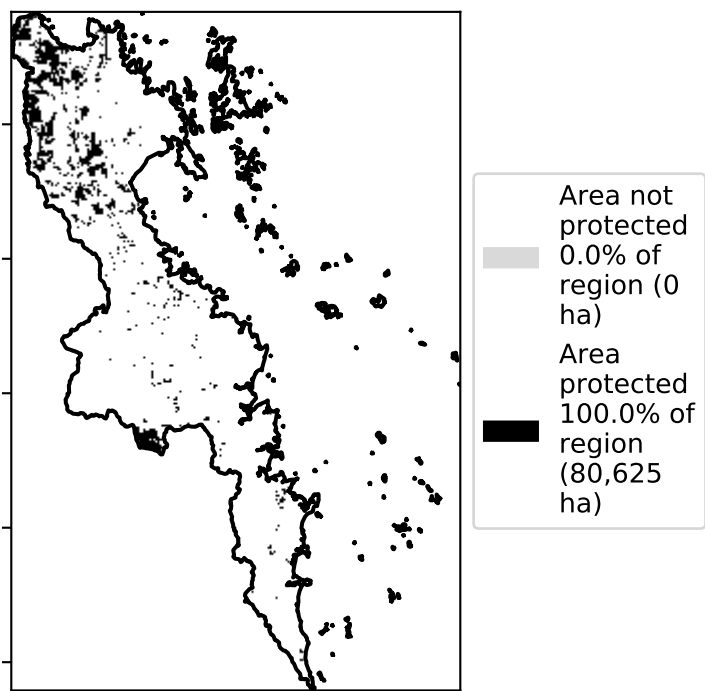 Area not
protected
0.0% of
region (0
ha)
Area
protected
100.0% of
region
(80,625
ha)